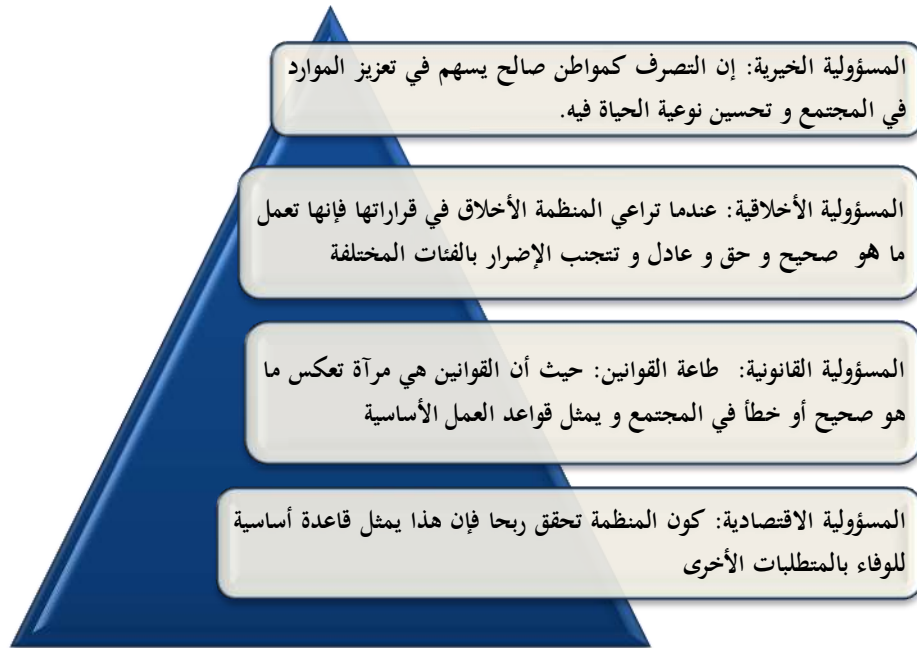 المسؤولية الخيرية: إن التصرف كمواطن صالح يسهم في تعزيز الموارد
في المجتمع و تحسين نوعية الحياة فيه.
المسؤولية الأخلاقية: عندما تراعي المنظمة الأخلاق في قراراتها فإنها تعمل
ما هو صحيح و حق و عادل و تتجنب الإضرار بالفئات المختلفة
المسؤولية القانونية: طاعة القوانين: حيث أن القوانين هي مرآة تعكس ما
هو صحيح أو خطأ في المجتمع و يمثل قواعد العمل الأساسية
المسؤولية الاقتصادية: كون المنظمة تحقق ربحا فإن هذا يمثل قاعدة أساسية
للوفاء بالمتطلبات الأخرى